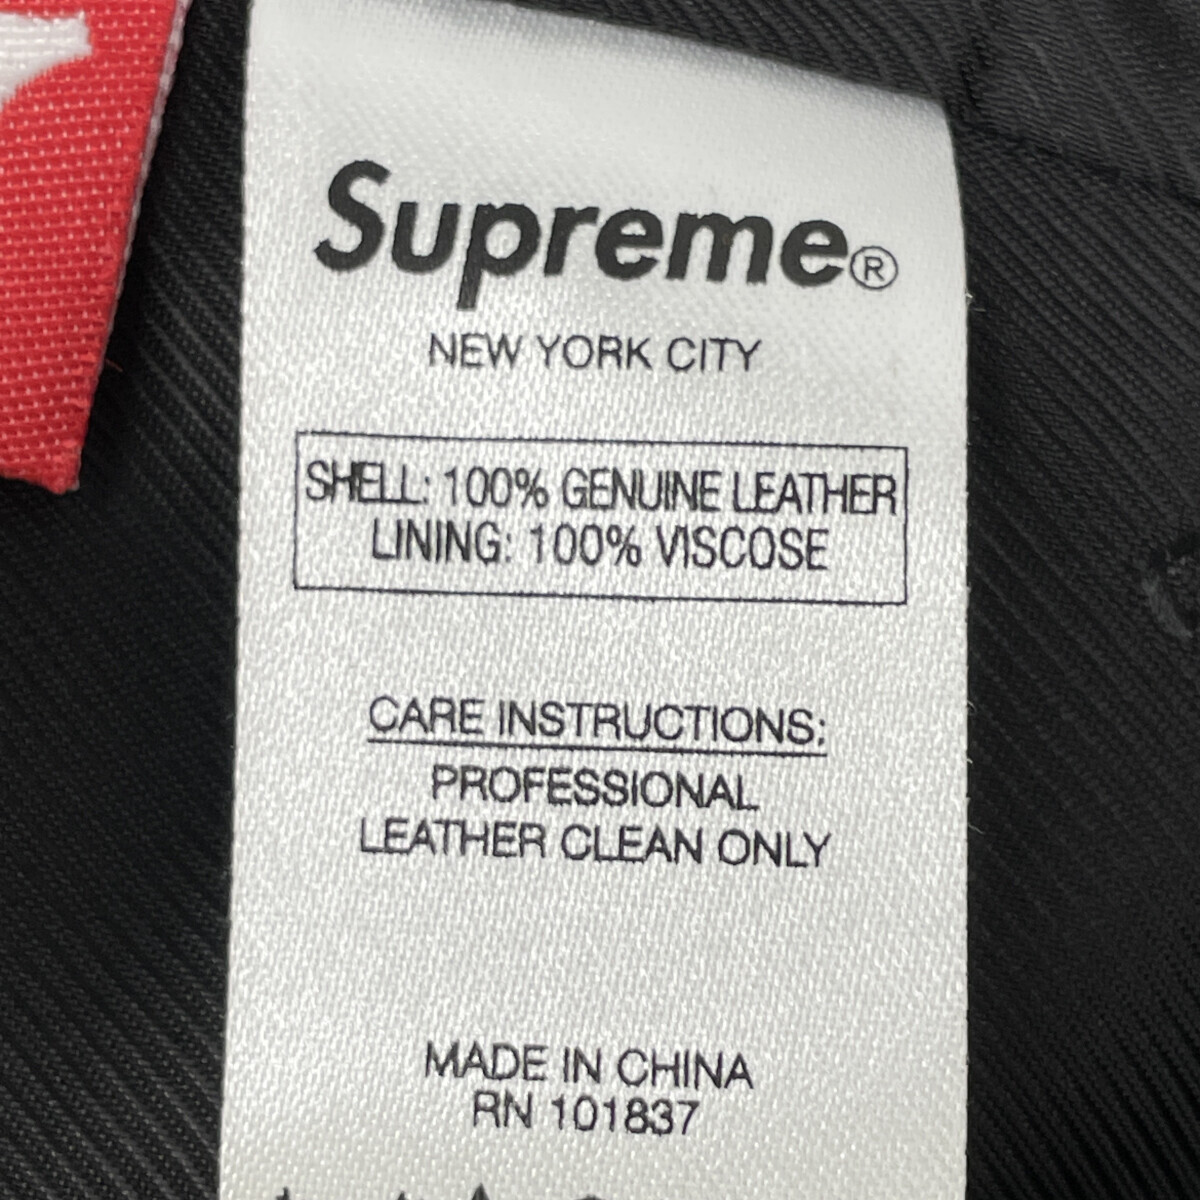 Supreme®
NEW YORK CITY
SHELL: 100% GENUINE LEATHER
LINING: 100% VISCOSE
CARE INSTRUCTIONS:
PROFESSIONAL
LEATHER CLEAN ONLY
MADE IN CHINA
RN 101837